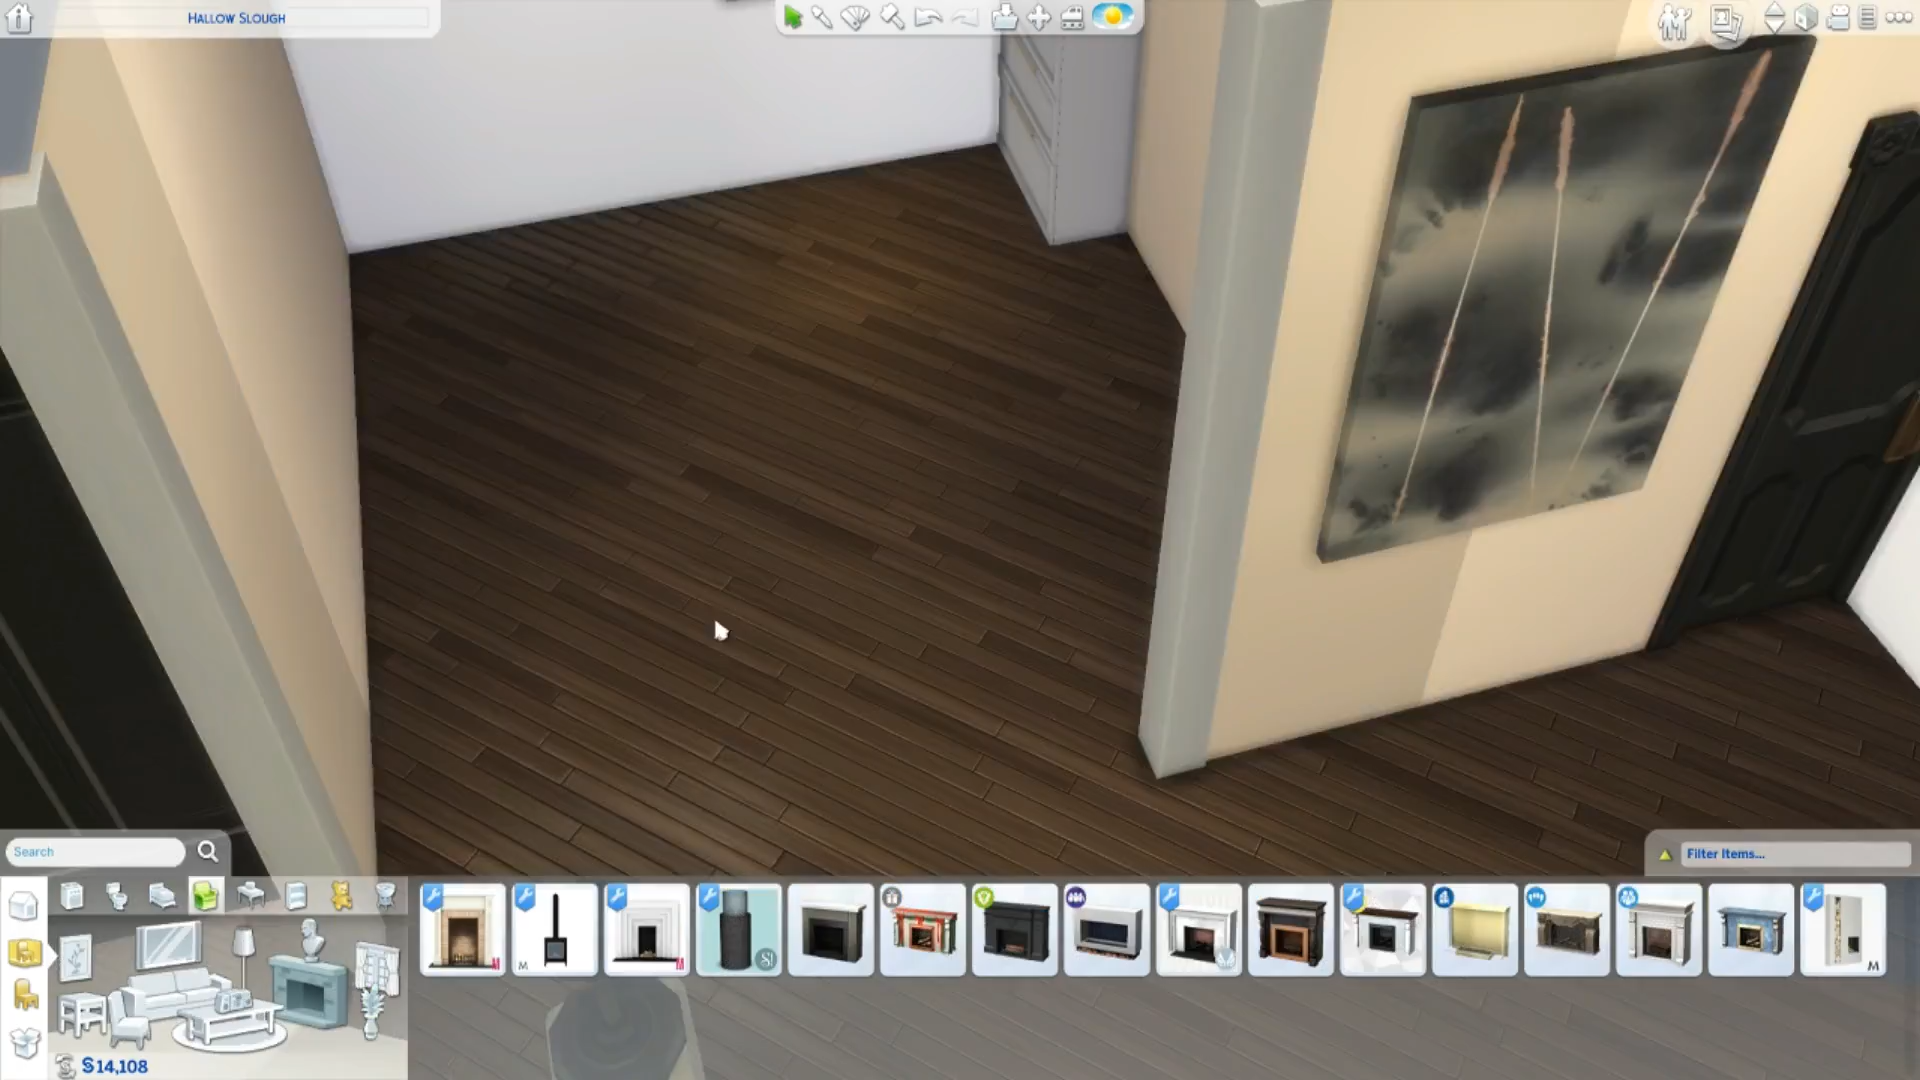 HALLOW SLOUGH
Search
Filter Items...
M
M
M
S!
M
§14,108